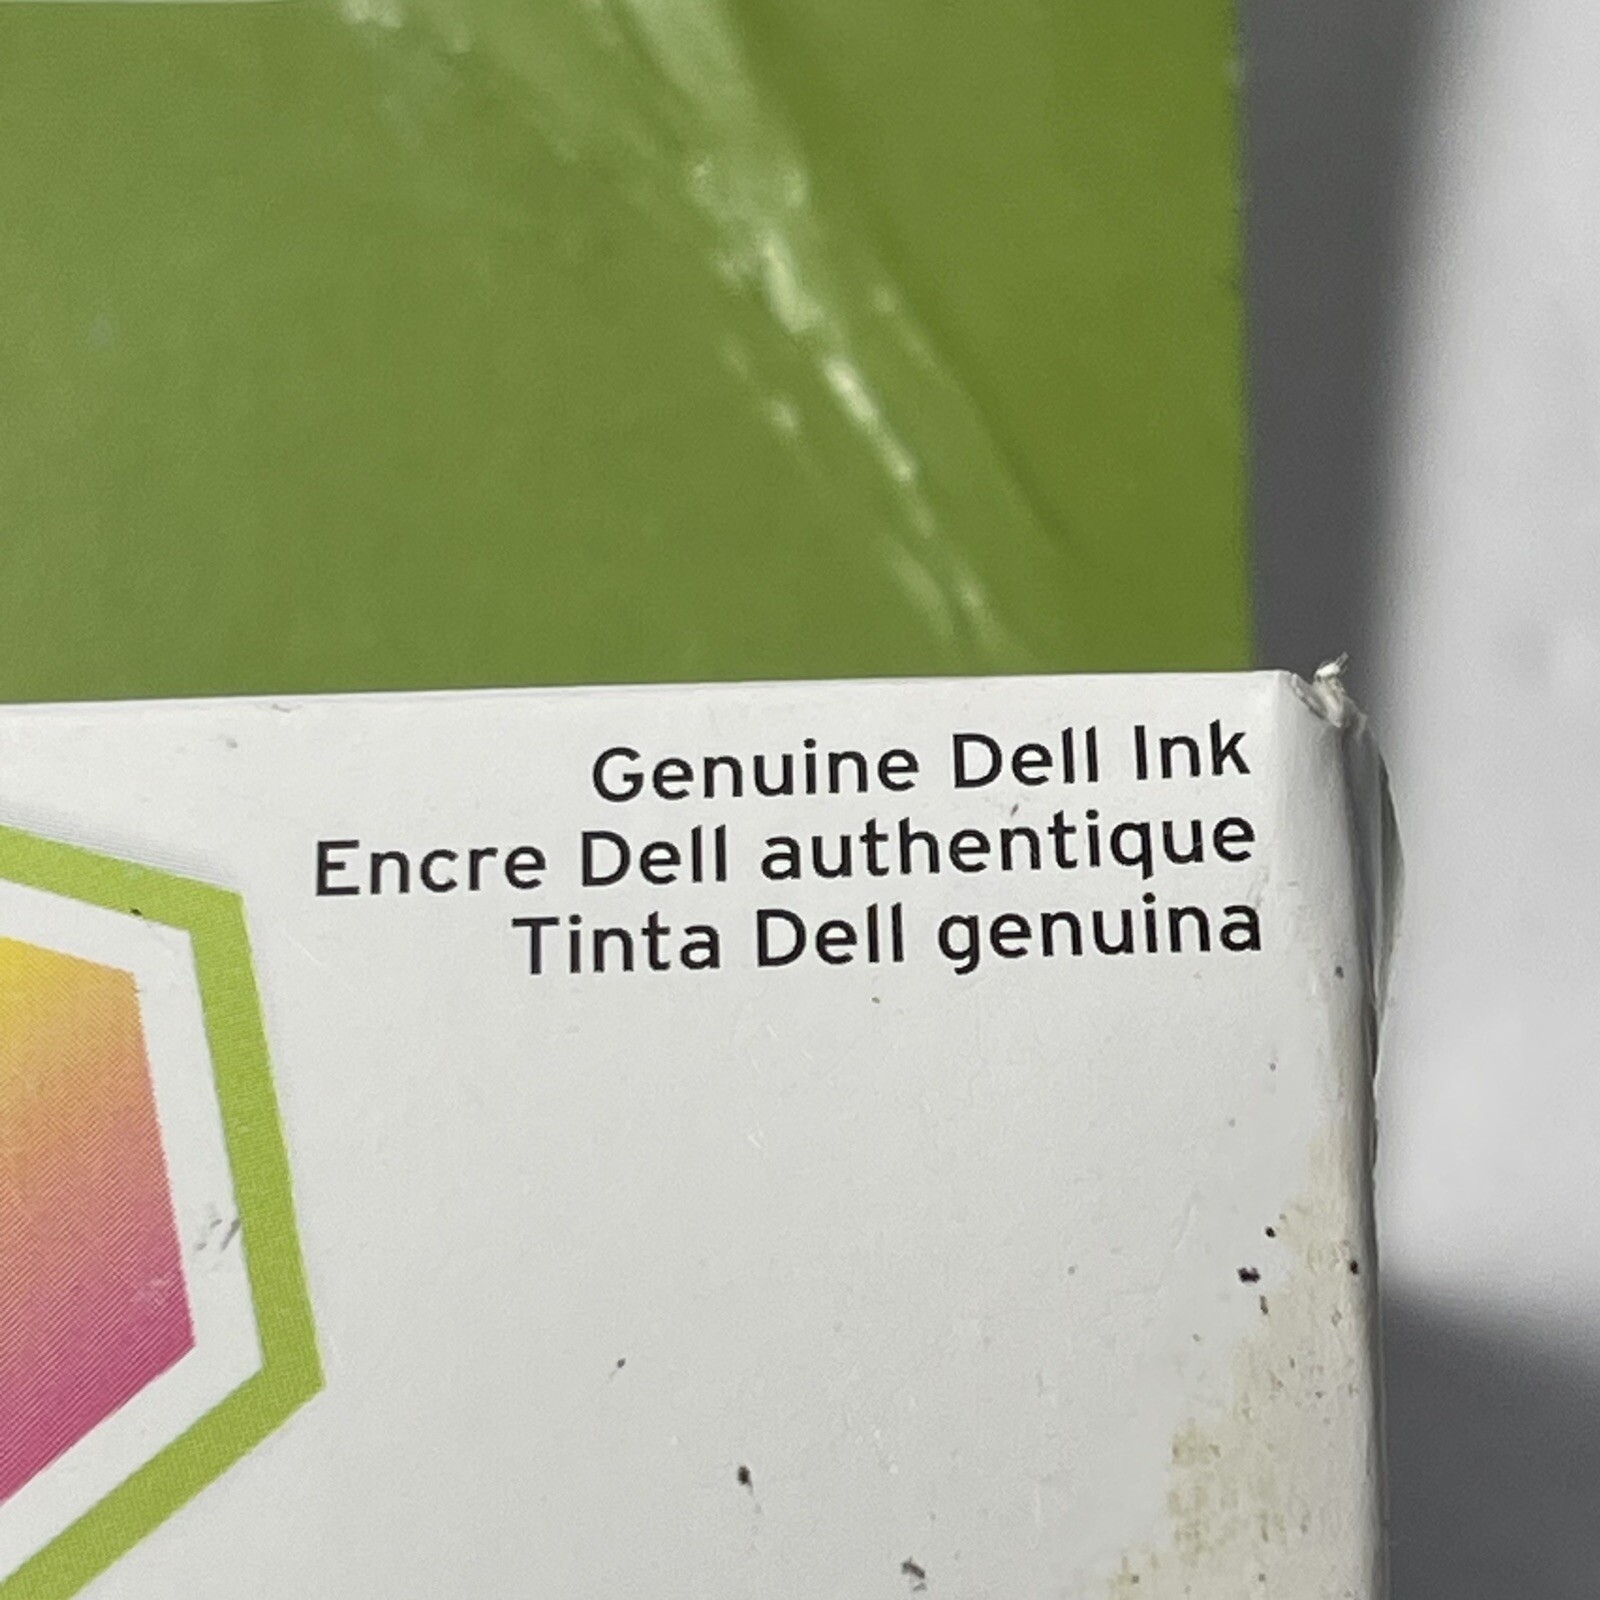 Genuine Dell Ink
Encre Dell authentique
Tinta Dell genuina